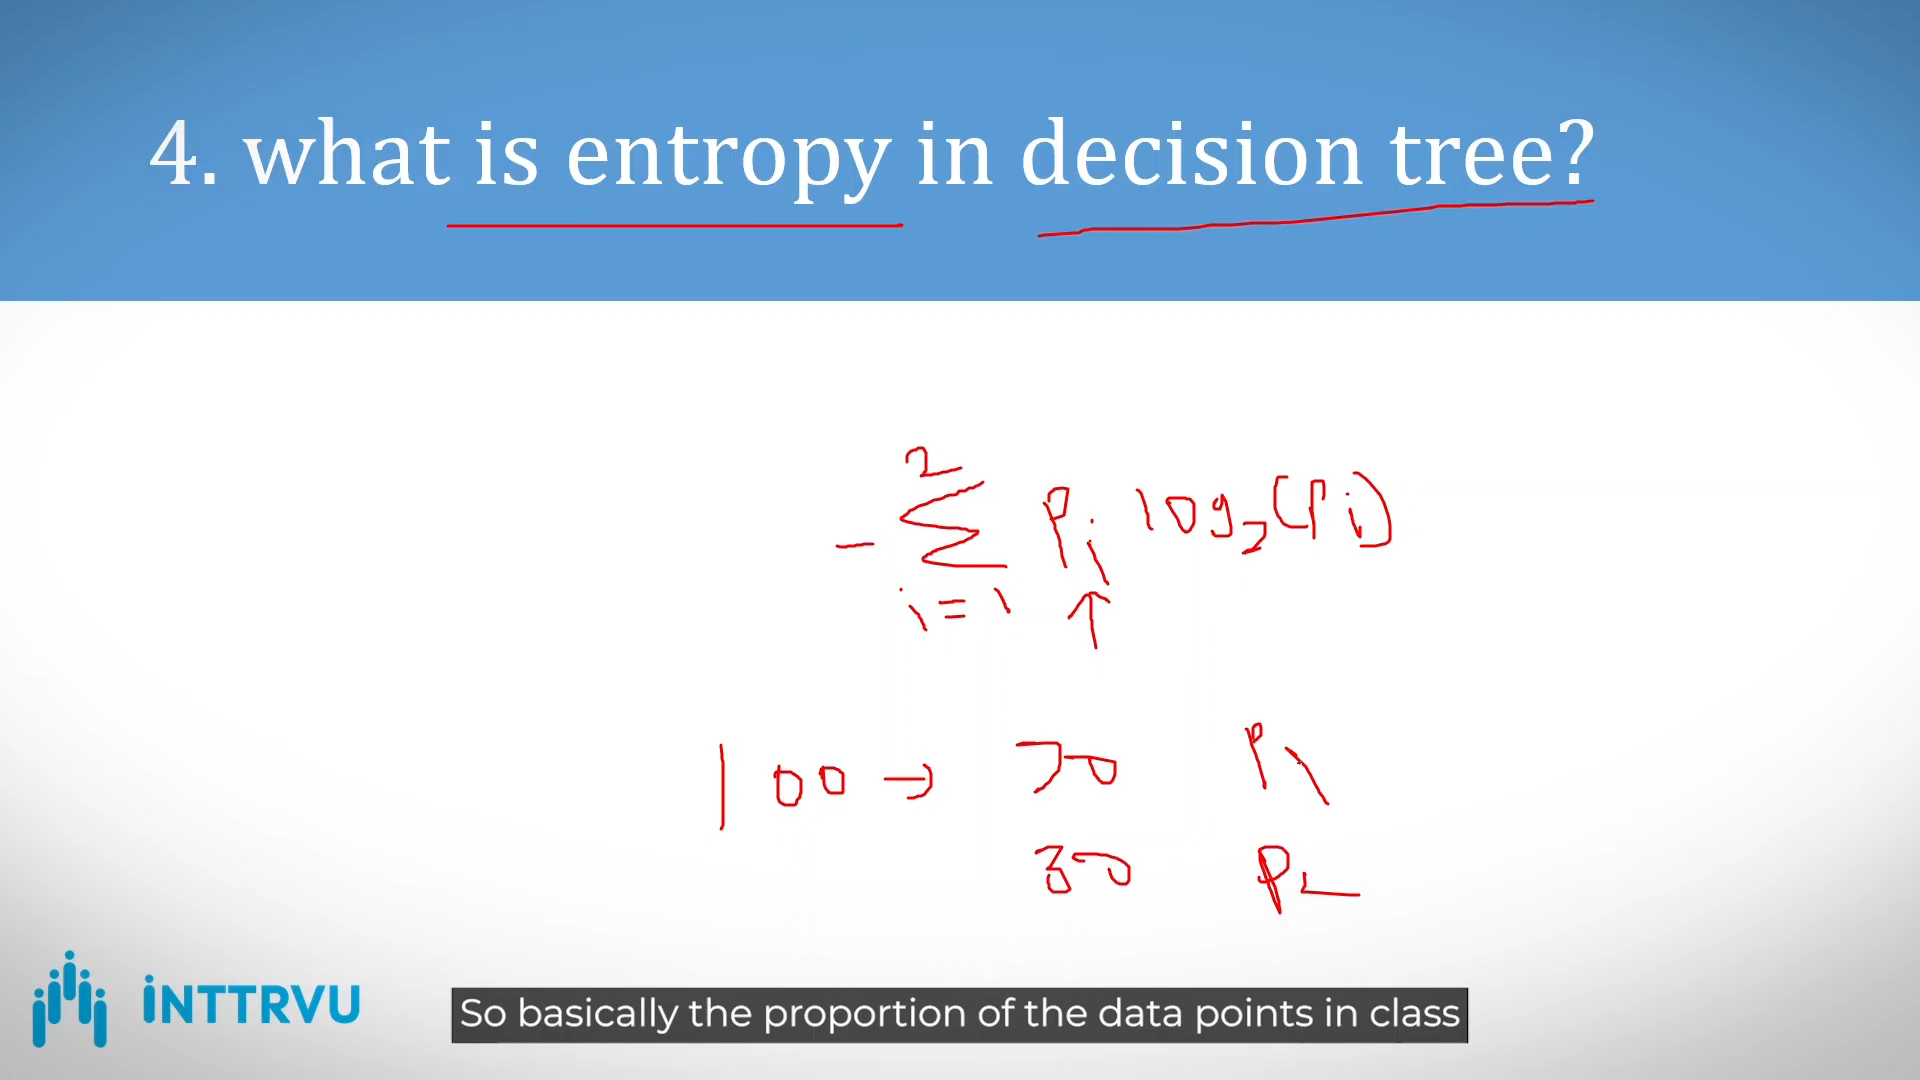 4. what is entropy in decision tree?
2
- Σ Pi log2(Pi)
i=1 ↑
100 → 70 P1
30 P2
iNTTRVU
So basically the proportion of the data points in class